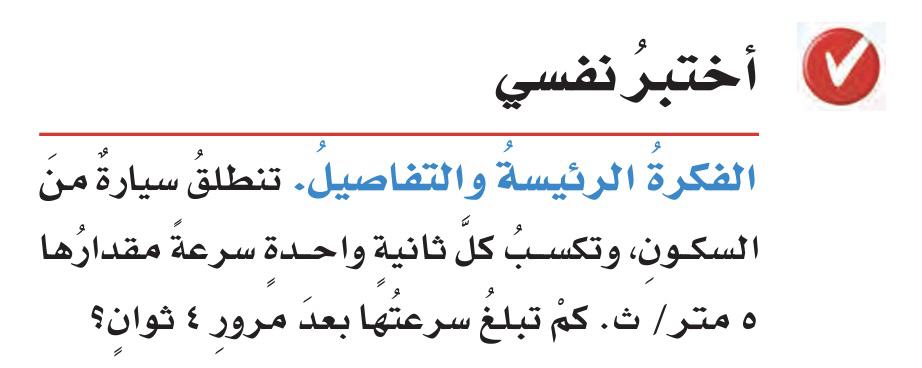 أختبرُ نفسي
الفكرةُ الرئيسةُ والتفاصيلُ. تنطلقُ سيارةٌ منَ
السكونِ، وتكسبُ كلَّ ثانيةٍ واحدةٍ سرعةً مقدارُها
٥ متر/ ث. كمْ تبلغُ سرعتُها بعدَ مرورِ ٤ ثوانٍ؟